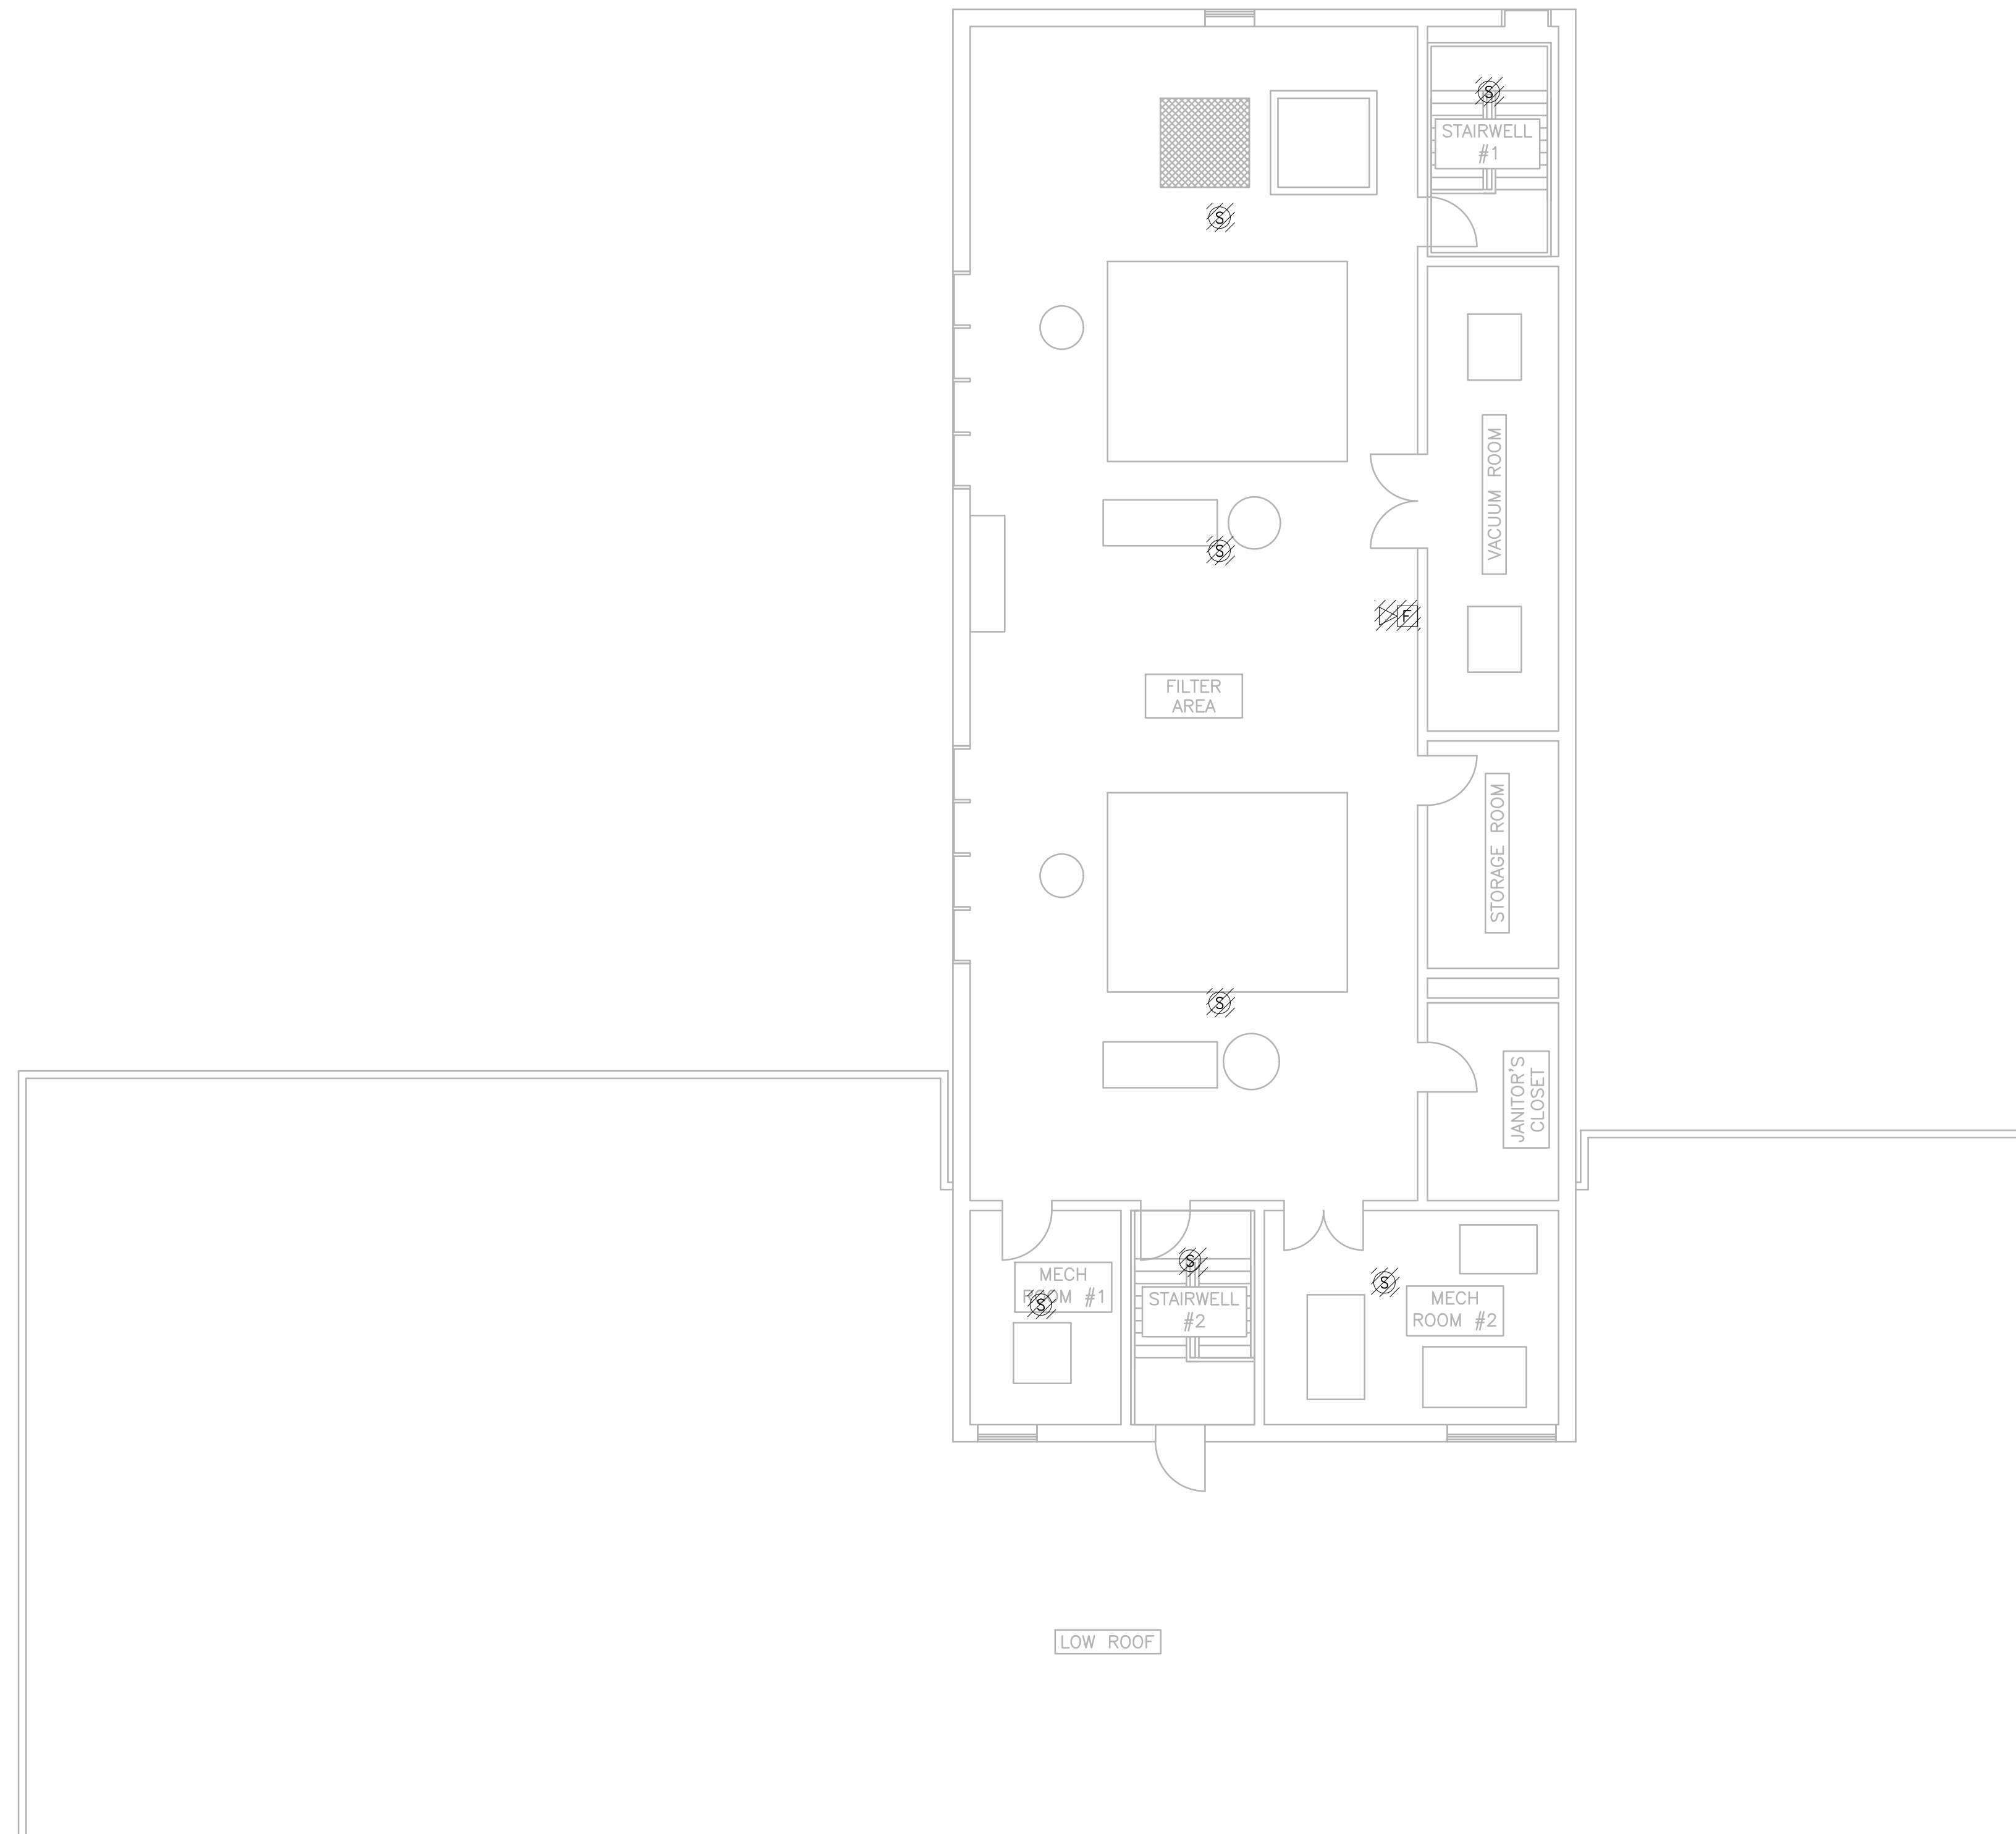 S
STAIRWELL
#1
S
VACUUM ROOM
S
F
FILTER
AREA
STORAGE ROOM
S
JANITOR'S
CLOSET
S
STAIRWELL
#2
MECH
ROOM #1
S
S
MECH
ROOM #2
LOW ROOF